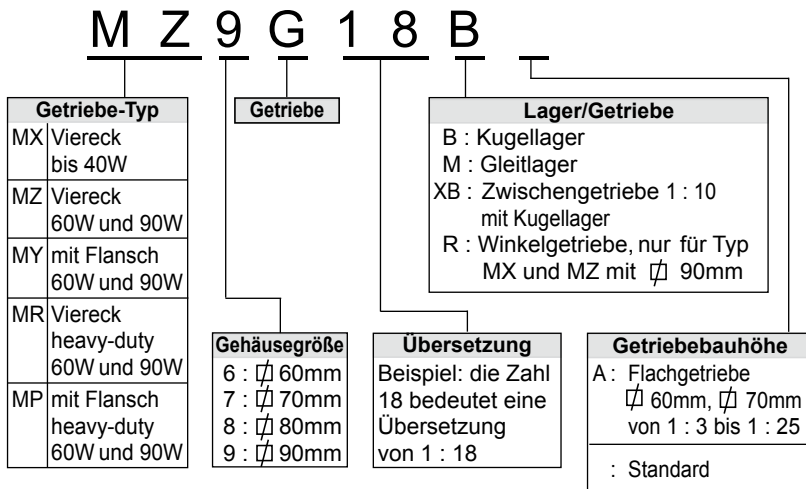 M Z 9 G 1 8 B _
Getriebe-Typ
MX Viereck
bis 40W
MZ Viereck
60W und 90W
MY mit Flansch
60W und 90W
MR Viereck
heavy-duty
60W und 90W
MP mit Flansch
heavy-duty
60W und 90W
Getriebe
Lager/Getriebe
B : Kugellager
M : Gleitlager
XB : Zwischengetriebe 1 : 10
mit Kugellager
R : Winkelgetriebe, nur für Typ
MX und MZ mit 90mm
Gehäusegröße
6 : 60mm
7 : 70mm
8 : 80mm
9 : 90mm
Übersetzung
Beispiel: die Zahl
18 bedeutet eine
Übersetzung
von 1 : 18
Getriebebauhöhe
A : Flachgetriebe
60mm, 70mm
von 1 : 3 bis 1 : 25
: Standard